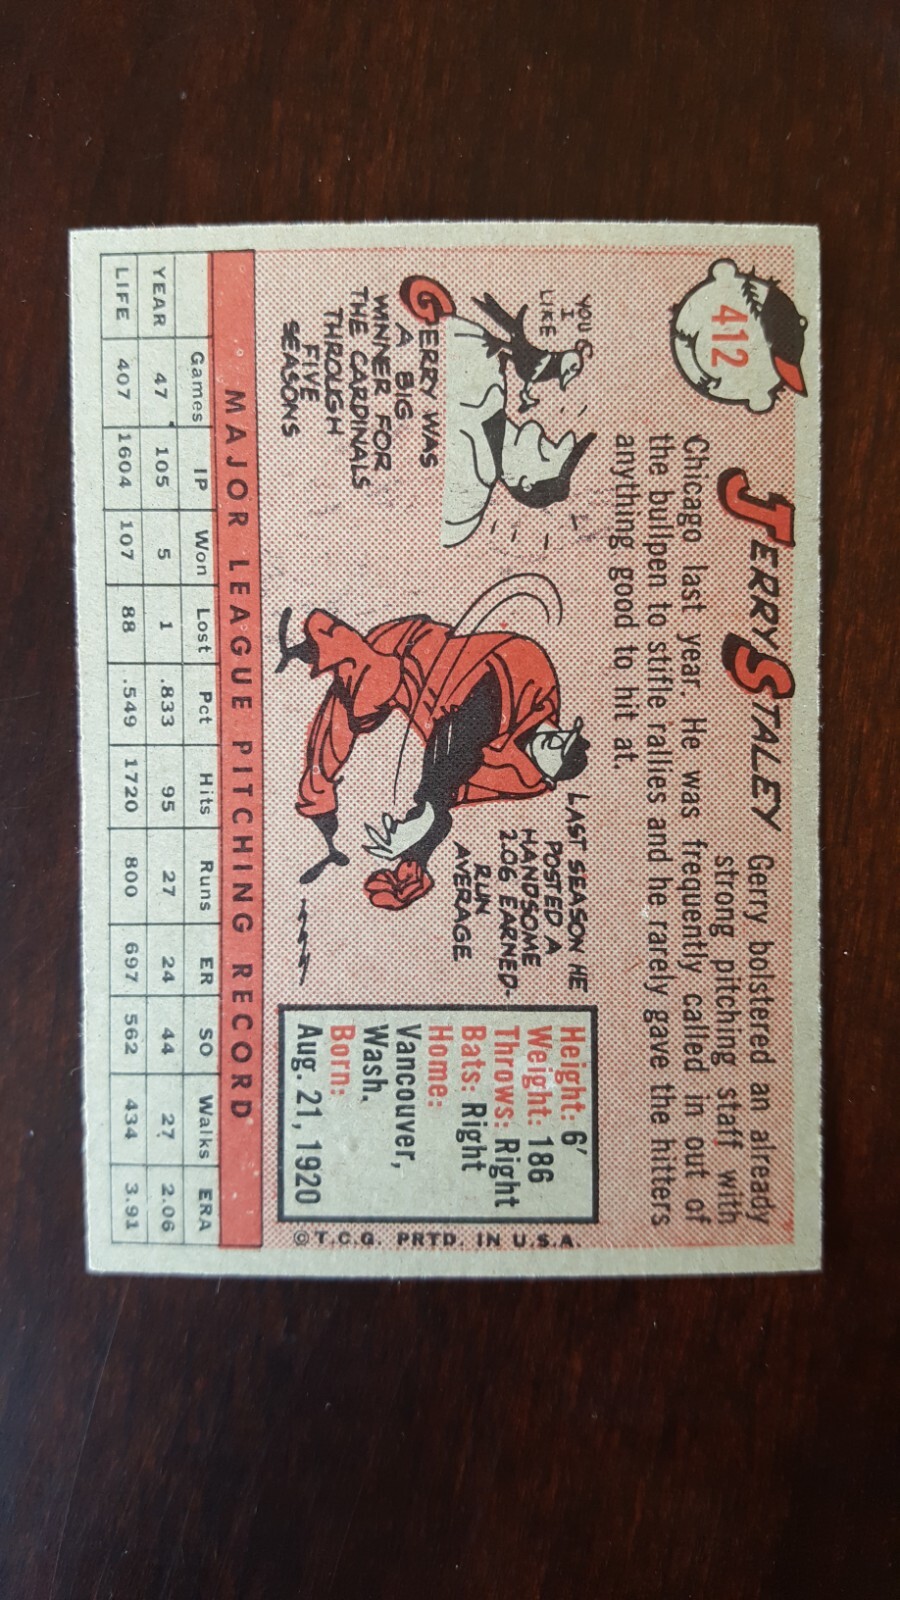 412
JERRY STALEY
Gerry bolstered an already
strong pitching staff with
Chicago last year. He was frequently called in out of
the bullpen to stifle rallies and he rarely gave the hitters
anything good to hit at.
YOU
I
LIKE
GERRY WAS
A BIG
WINNER FOR
THE CARDINALS
THROUGH
FIVE
SEASONS
LAST SEASON HE
POSTED A
HANDSOME
2.06 EARNED-
RUN
AVERAGE
Height: 6'
Weight: 186
Throws: Right
Bats: Right
Home:
Vancouver,
Wash.
Born:
Aug. 21, 1920
© T.C.G. PRTD. IN U.S.A.
MAJOR LEAGUE PITCHING RECORD
Games IP Won Lost Pct Hits Runs ER SO Walks ERA
YEAR 47 105 5 1 .833 95 27 24 44 27 2.06
LIFE 407 1604 107 88 .549 1720 800 697 562 434 3.91